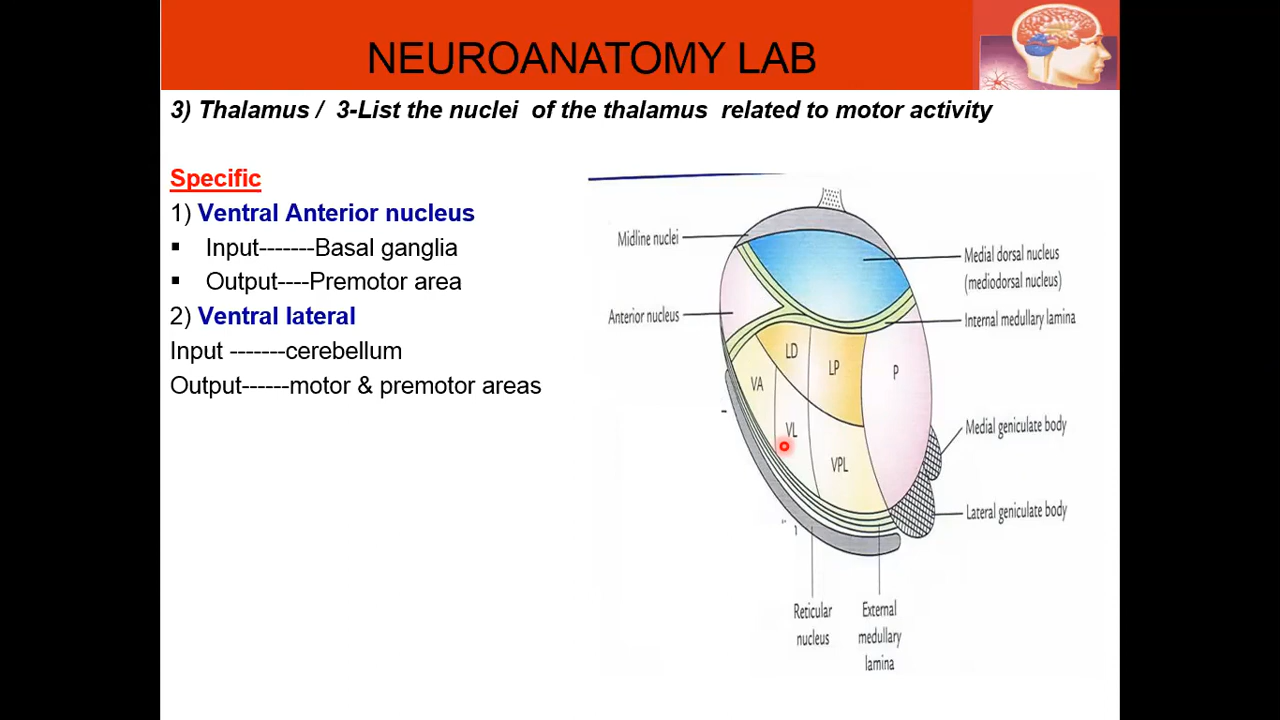 NEUROANATOMY LAB
3) Thalamus / 3-List the nuclei of the thalamus related to motor activity
Specific
1) Ventral Anterior nucleus
▪ Input-------Basal ganglia
▪ Output----Premotor area
2) Ventral lateral
Input -------cerebellum
Output------motor & premotor areas
Midline nuclei
Medial dorsal nucleus
(mediodorsal nucleus)
Anterior nucleus
Internal medullary lamina
LD
LP
P
VA
VL
VPL
Medial geniculate body
Lateral geniculate body
Reticular
nucleus
External
medullary
lamina